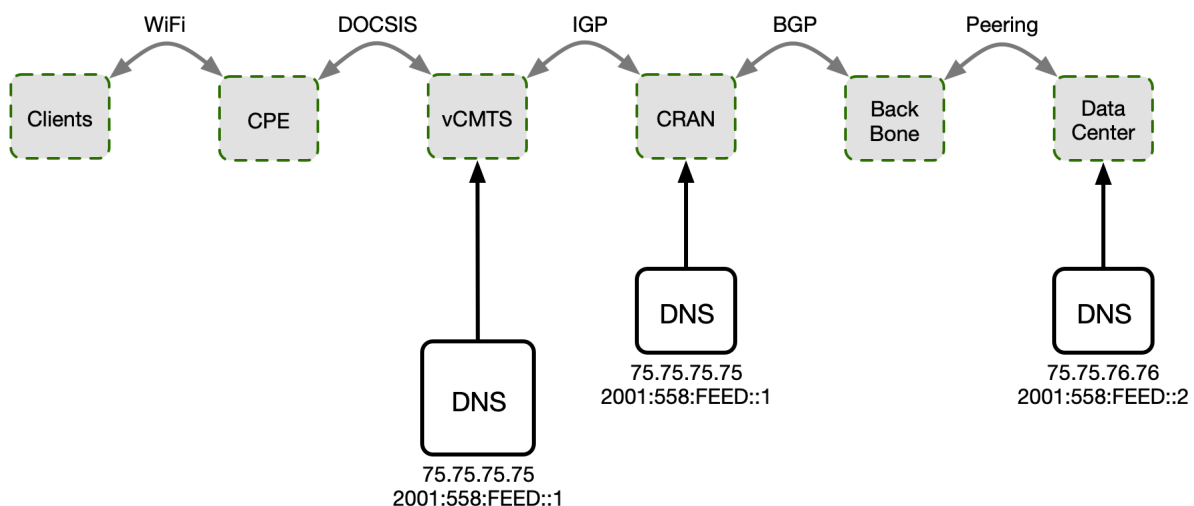 WiFi
DOCSIS
IGP
BGP
Peering
Clients
CPE
vCMTS
CRAN
Back
Bone
Data
Center
DNS
75.75.75.75
2001:558:FEED::1
DNS
75.75.75.75
2001:558:FEED::1
DNS
75.75.76.76
2001:558:FEED::2